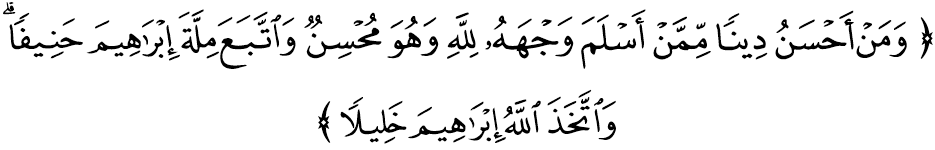 ﴿ وَمَنۡ أَحۡسَنُ دِينٗا مِّمَّنۡ أَسۡلَمَ وَجۡهَهُۥ لِلَّهِ وَهُوَ مُحۡسِنٞ وَٱتَّبَعَ مِلَّةَ إِبۡرَٰهِيمَ حَنِيفٗاۗ
وَٱتَّخَذَ ٱللَّهُ إِبۡرَٰهِيمَ خَلِيلٗا ﴾